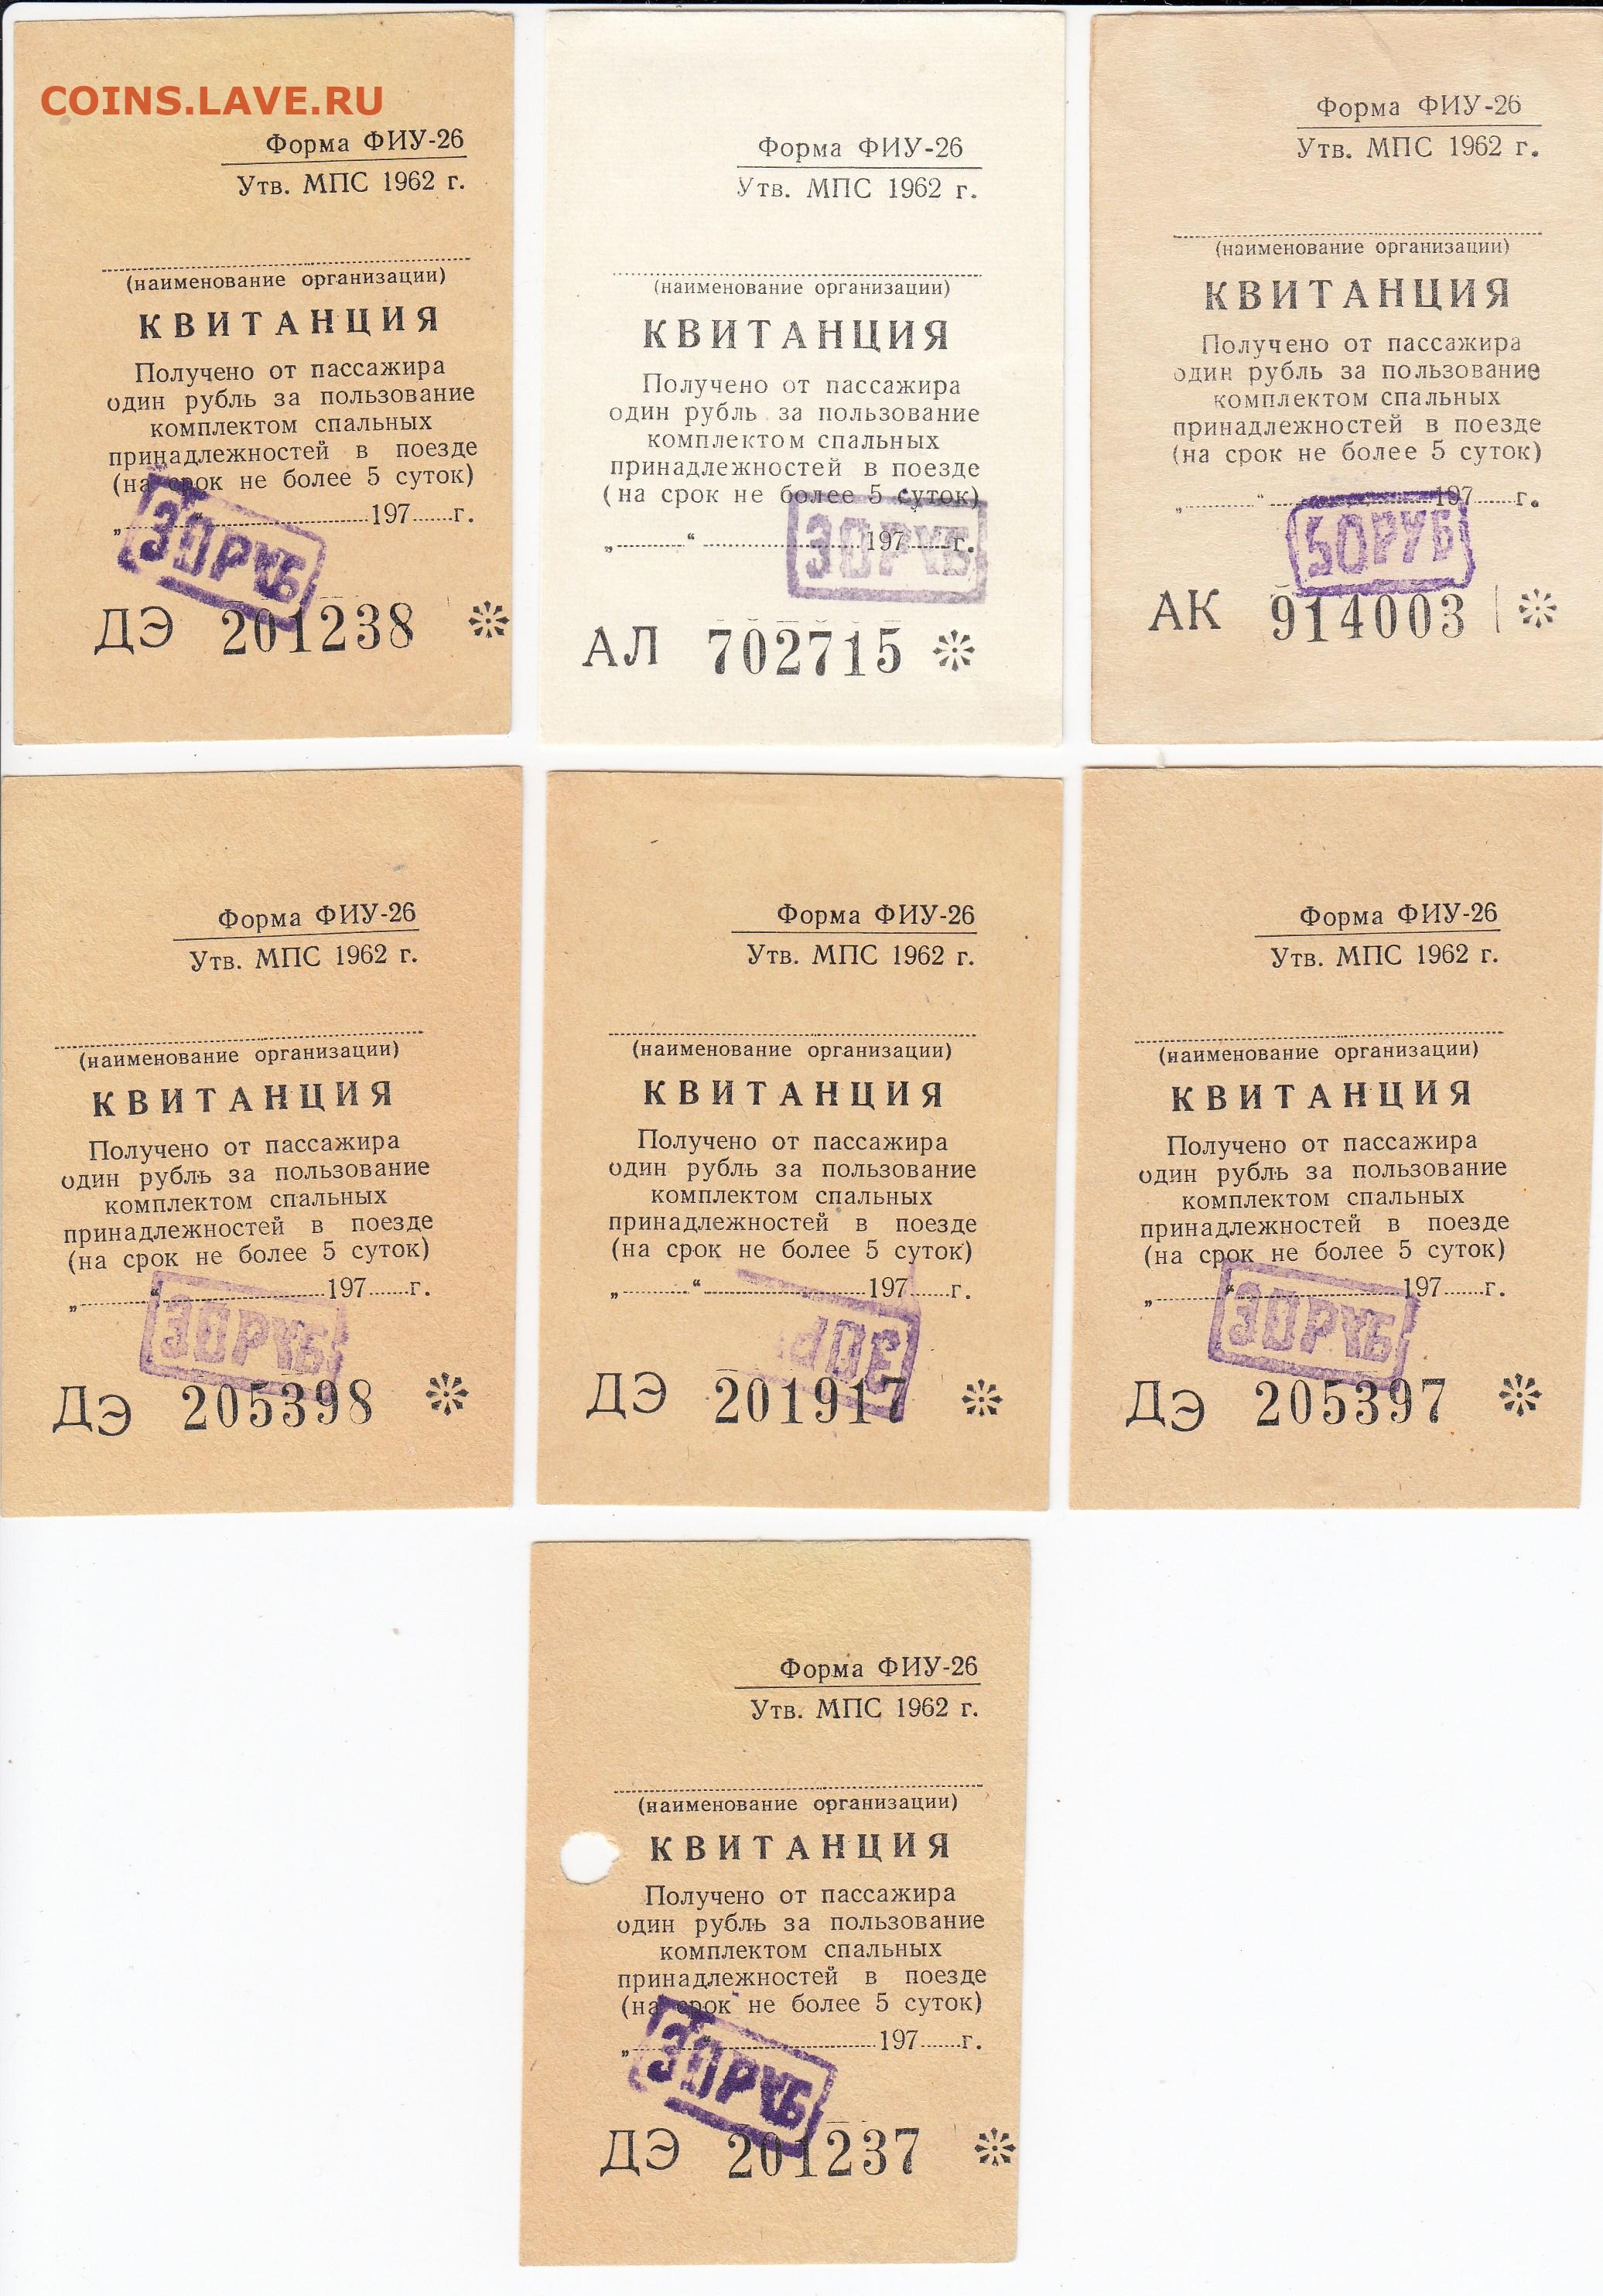 COINS.LAVE.RU
Форма ФИУ-26
Утв. МПС 1962 г.
(наименование организации)
КВИТАНЦИЯ
Получено от пассажира
один рубль за пользование
комплектом спальных
принадлежностей в поезде
(на срок не более 5 суток)
„ “ 197 г.
30РУБ
ДЭ 201238
Форма ФИУ-26
Утв. МПС 1962 г.
(наименование организации)
КВИТАНЦИЯ
Получено от пассажира
один рубль за пользование
комплектом спальных
принадлежностей в поезде
(на срок не более 5 суток)
„ “ 197 г.
30РУБ
АЛ 702715
Форма ФИУ-26
Утв. МПС 1962 г.
(наименование организации)
КВИТАНЦИЯ
Получено от пассажира
один рубль за пользование
комплектом спальных
принадлежностей в поезде
(на срок не более 5 суток)
„ “ 197 г.
50РУБ
АК 914003
Форма ФИУ-26
Утв. МПС 1962 г.
(наименование организации)
КВИТАНЦИЯ
Получено от пассажира
один рубль за пользование
комплектом спальных
принадлежностей в поезде
(на срок не более 5 суток)
„ “ 197 г.
30РУБ
ДЭ 205398
Форма ФИУ-26
Утв. МПС 1962 г.
(наименование организации)
КВИТАНЦИЯ
Получено от пассажира
один рубль за пользование
комплектом спальных
принадлежностей в поезде
(на срок не более 5 суток)
„ “ 197 г.
ДЭ 201917
Форма ФИУ-26
Утв. МПС 1962 г.
(наименование организации)
КВИТАНЦИЯ
Получено от пассажира
один рубль за пользование
комплектом спальных
принадлежностей в поезде
(на срок не более 5 суток)
„ “ 197 г.
30РУБ
ДЭ 205397
Форма ФИУ-26
Утв. МПС 1962 г.
(наименование организации)
КВИТАНЦИЯ
Получено от пассажира
один рубль за пользование
комплектом спальных
принадлежностей в поезде
(на срок не более 5 суток)
„ “ 197 г.
30РУБ
ДЭ 201237